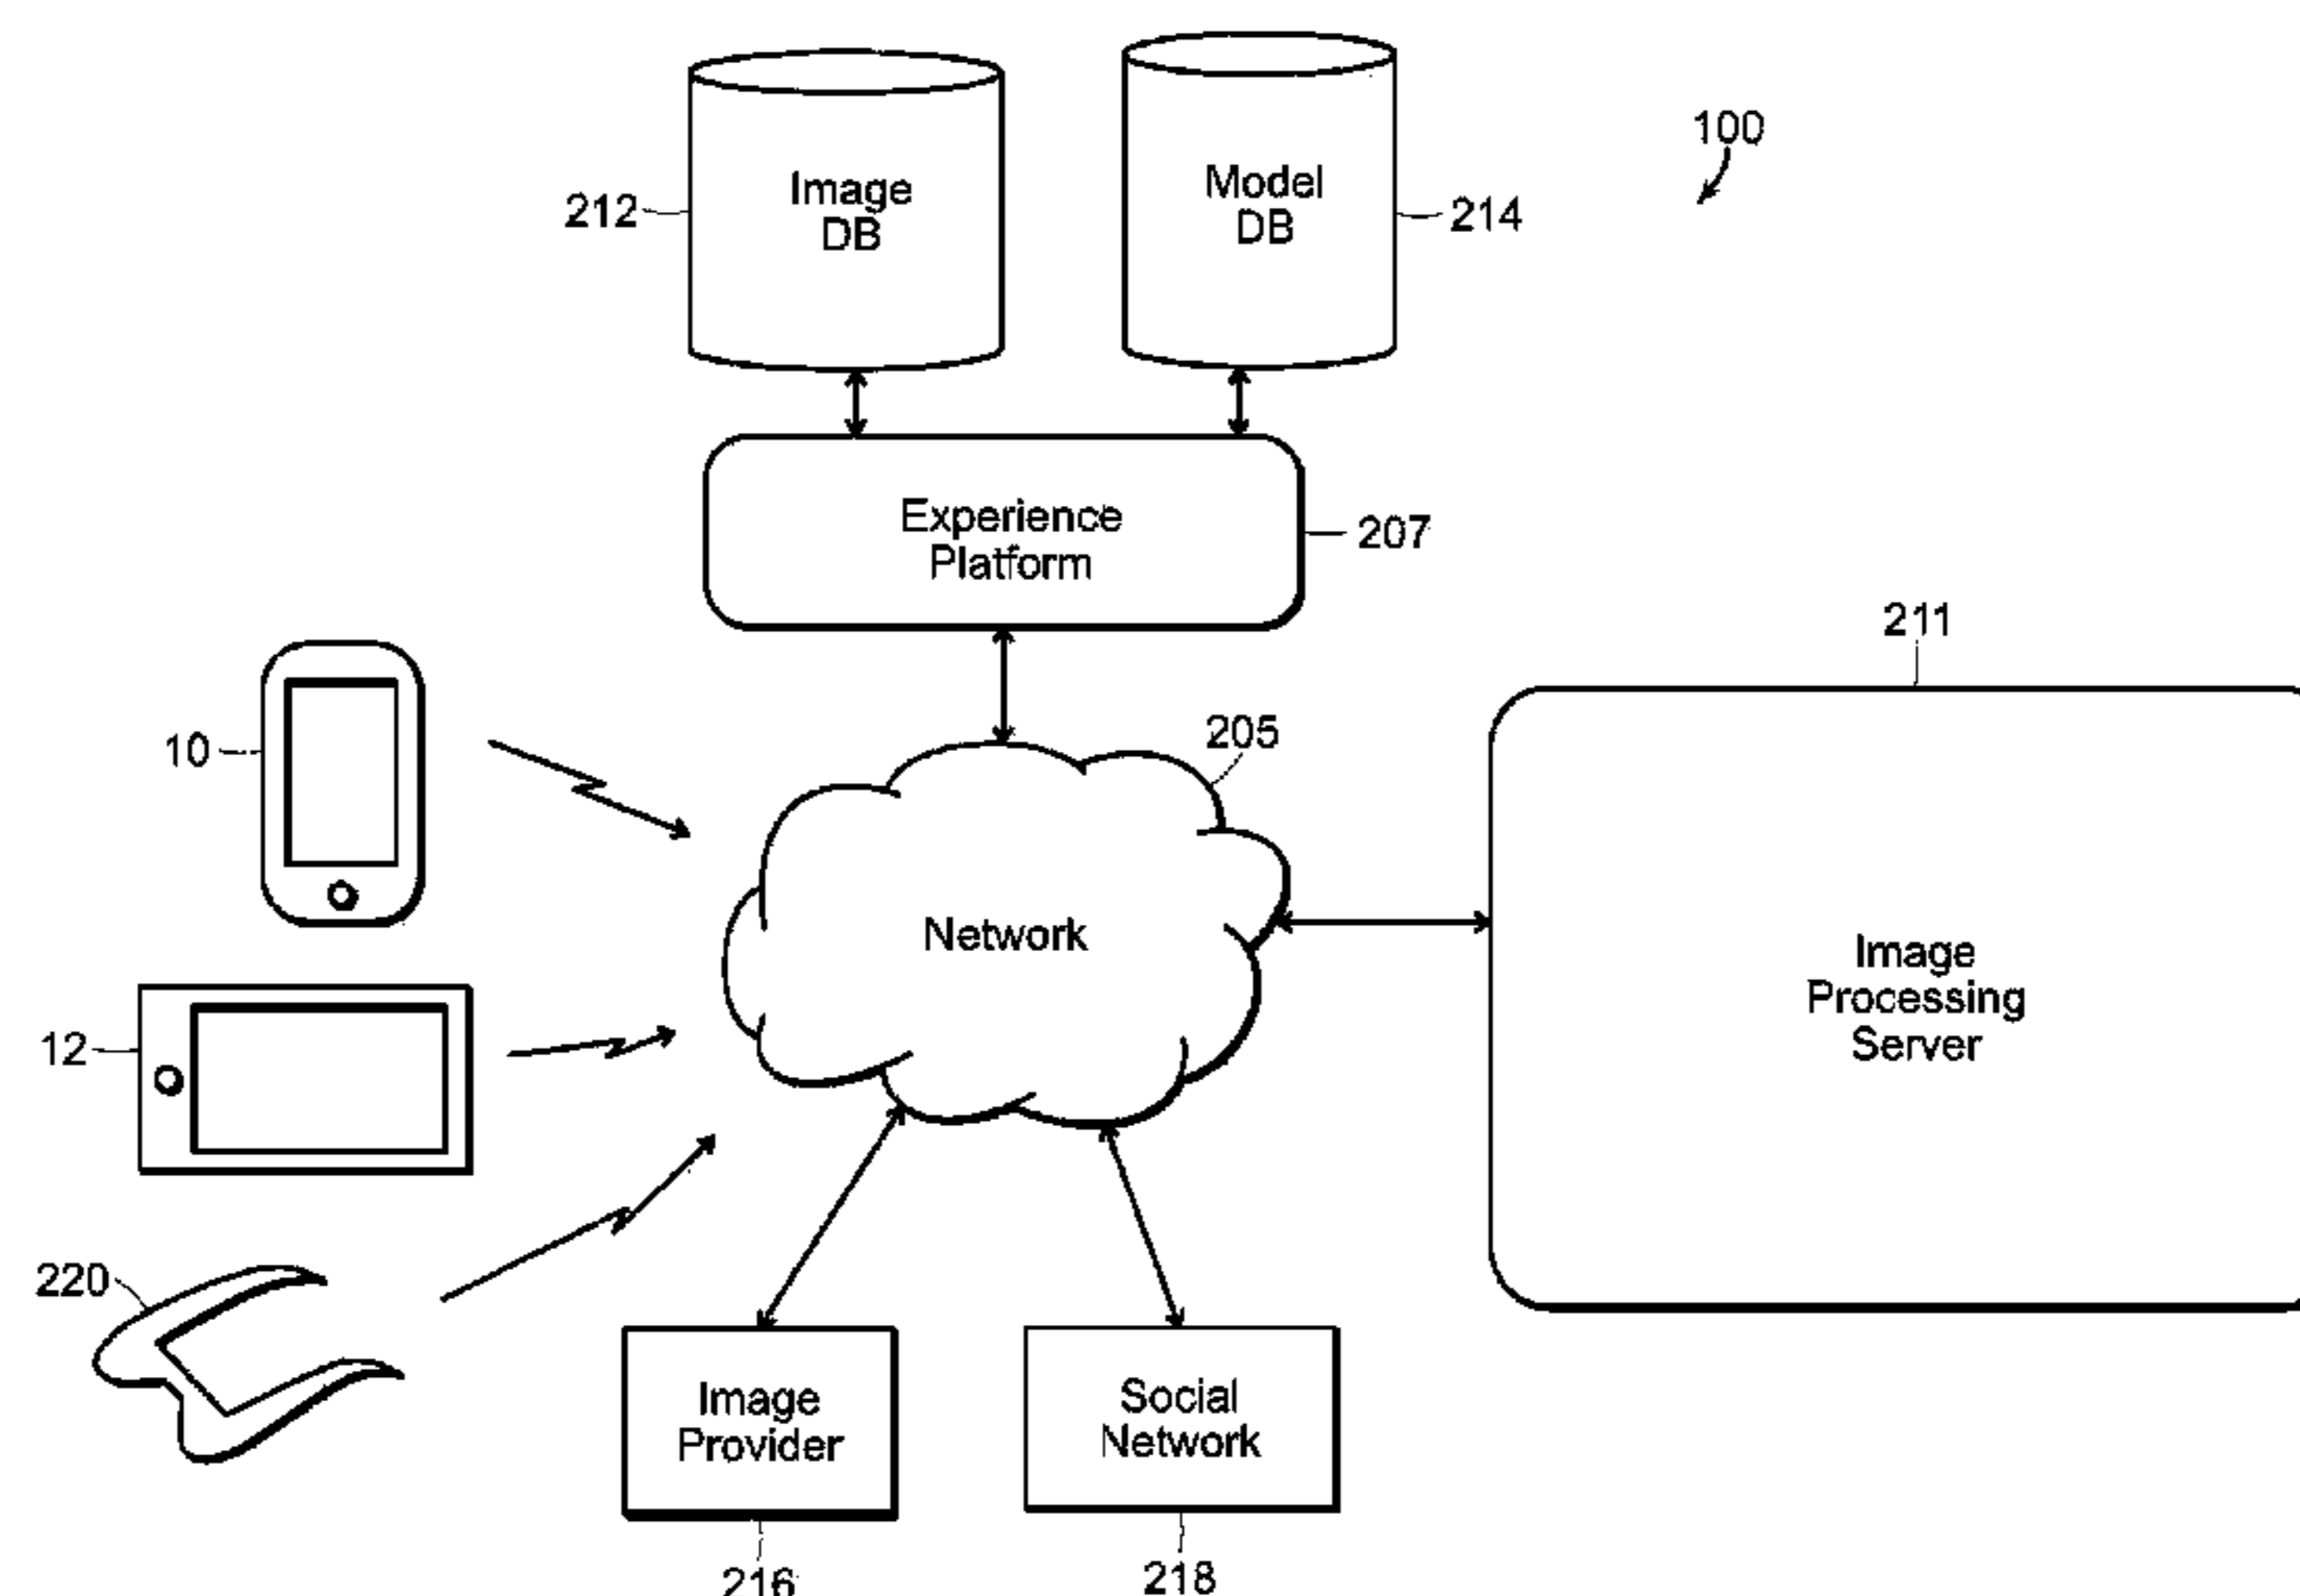 100
Image
DB
212
Model
DB
214
Experience
Platform
207
211
10
205
Network
Image
Processing
Server
12
220
Image
Provider
Social
Network
216
218